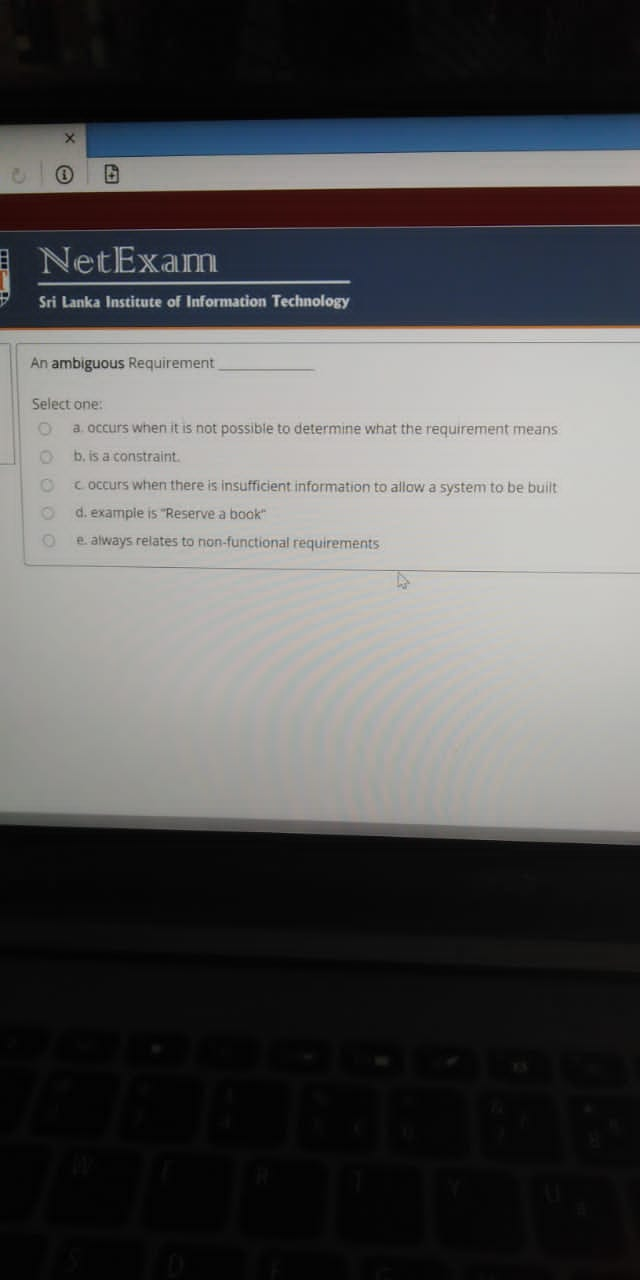 NetExam
Sri Lanka Institute of Information Technology
An ambiguous Requirement ____________
Select one:
a. occurs when it is not possible to determine what the requirement means
b. is a constraint.
c. occurs when there is insufficient information to allow a system to be built
d. example is "Reserve a book"
e. always relates to non-functional requirements
W
R
T
Y
U